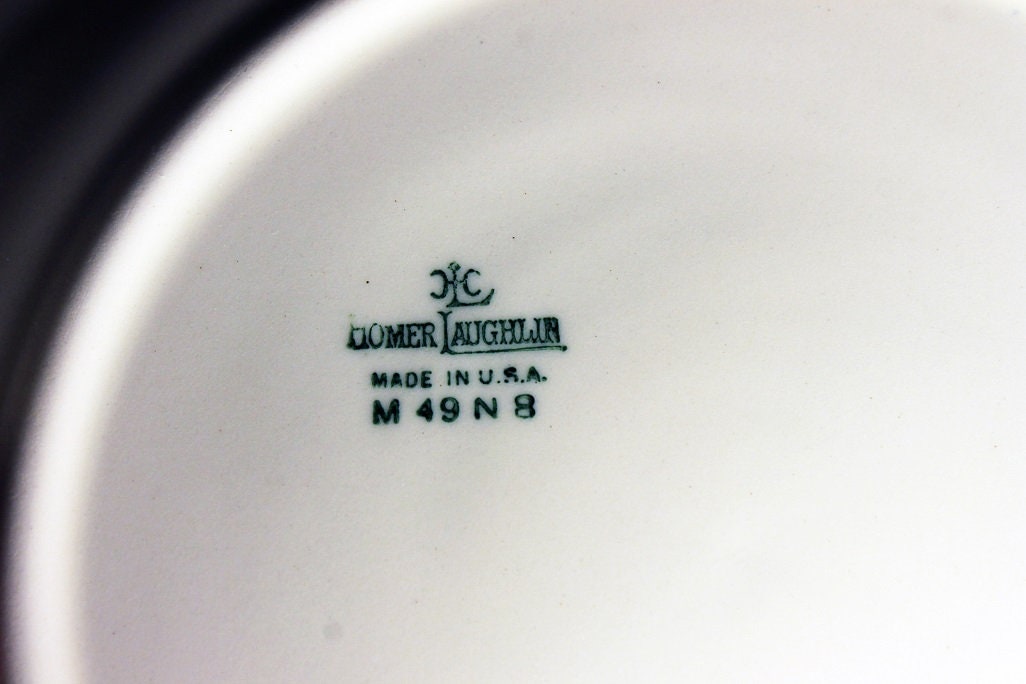 HLC
HOMER LAUGHLIN
MADE IN U.S.A.
M 49 N 8